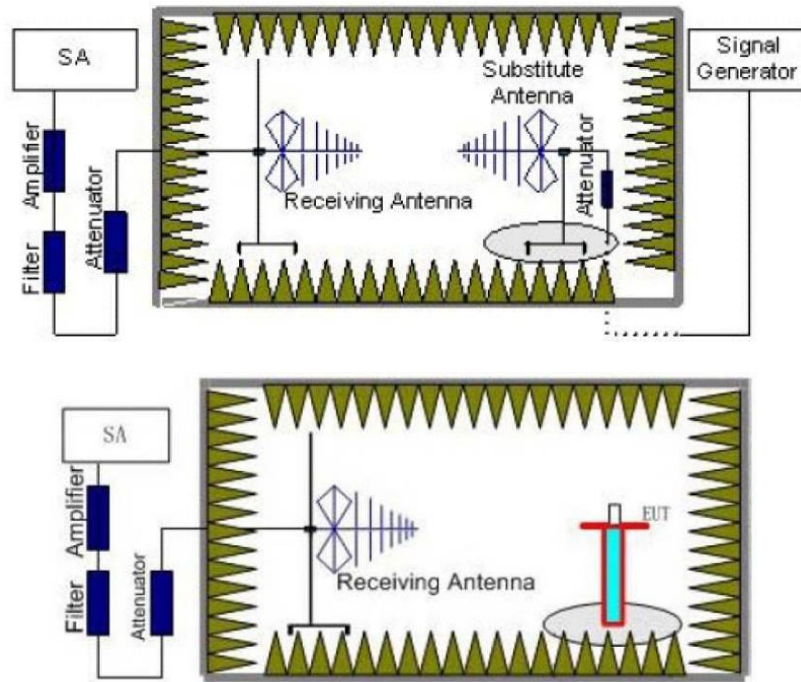 SA
Signal
Generator
Substitute
Antenna
Amplifier
Attenuator
Attenuator
Receiving Antenna
Filter
SA
Amplifier
EUT
Receiving Antenna
Filter
Attenuator